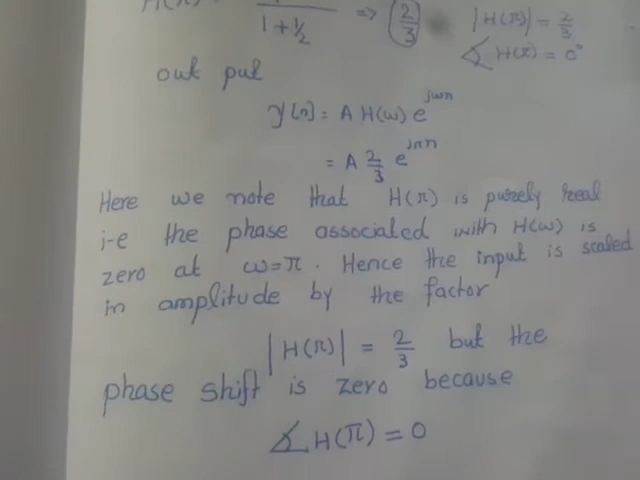 1 + 1/2 => 2/3 |H(π)| = 2/3
∡ H(π) = 0°
out put
y[n] = A H(ω) e^jωn
= A 2/3 e^jπn
Here we note that H(π) is purely real
i-e the phase associated with H(ω) is
zero at ω=π. Hence the input is scaled
in amplitude by the factor
|H(π)| = 2/3 but the
phase shift is zero because
∡ H(π) = 0